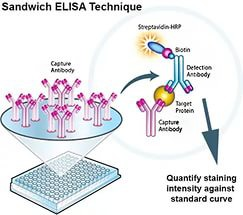 Sandwich ELISA Technique
Streptavidin-HRP
Biotin
Detection
Antibody
Capture
Antibody
Target
Protein
Capture
Antibody
Quantify staining
intensity against
standard curve